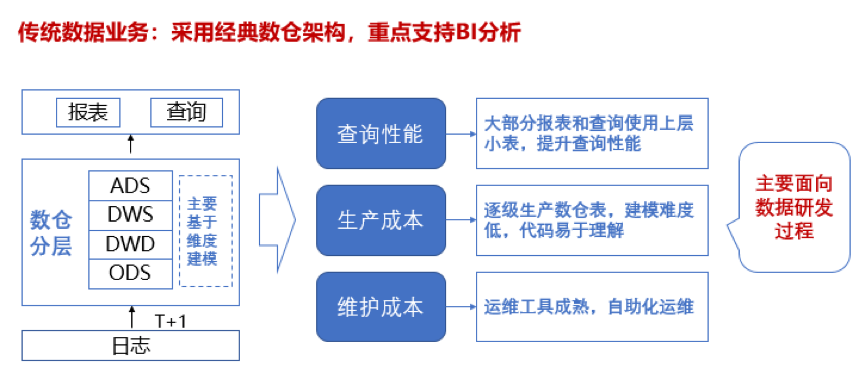 传统数据业务：采用经典数仓架构，重点支持BI分析
报表
查询
数仓
分层
ADS
DWS
DWD
ODS
主要
基于
维度
建模
T+1
日志
查询性能
大部分报表和查询使用上层
小表，提升查询性能
生产成本
逐级生产数仓表，建模难度
低，代码易于理解
维护成本
运维工具成熟，自助化运维
主要面向
数据研发
过程